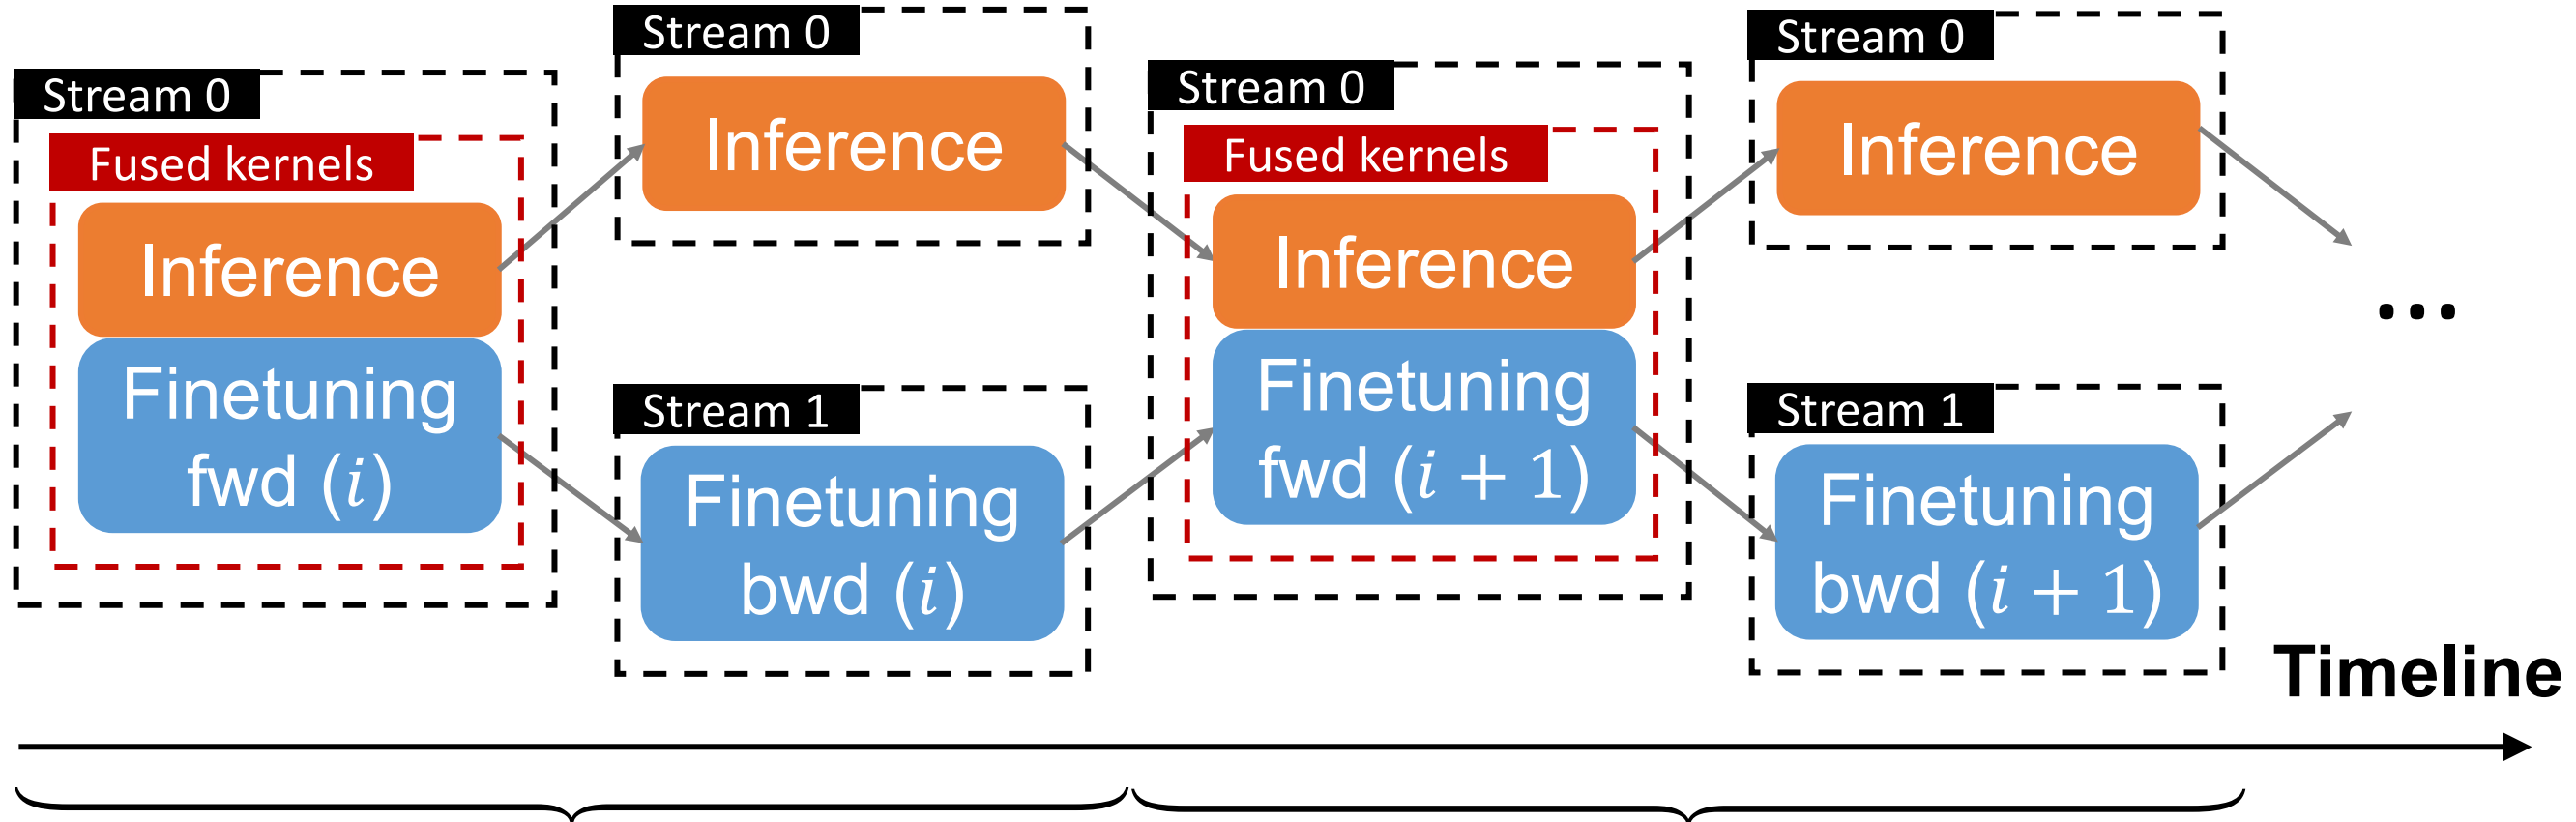 Stream 0
Fused kernels
Inference
Finetuning
fwd (i)
Stream 0
Inference
Stream 1
Finetuning
bwd (i)
Stream 0
Fused kernels
Inference
Finetuning
fwd (i + 1)
Stream 0
Inference
Stream 1
Finetuning
bwd (i + 1)
...
Timeline